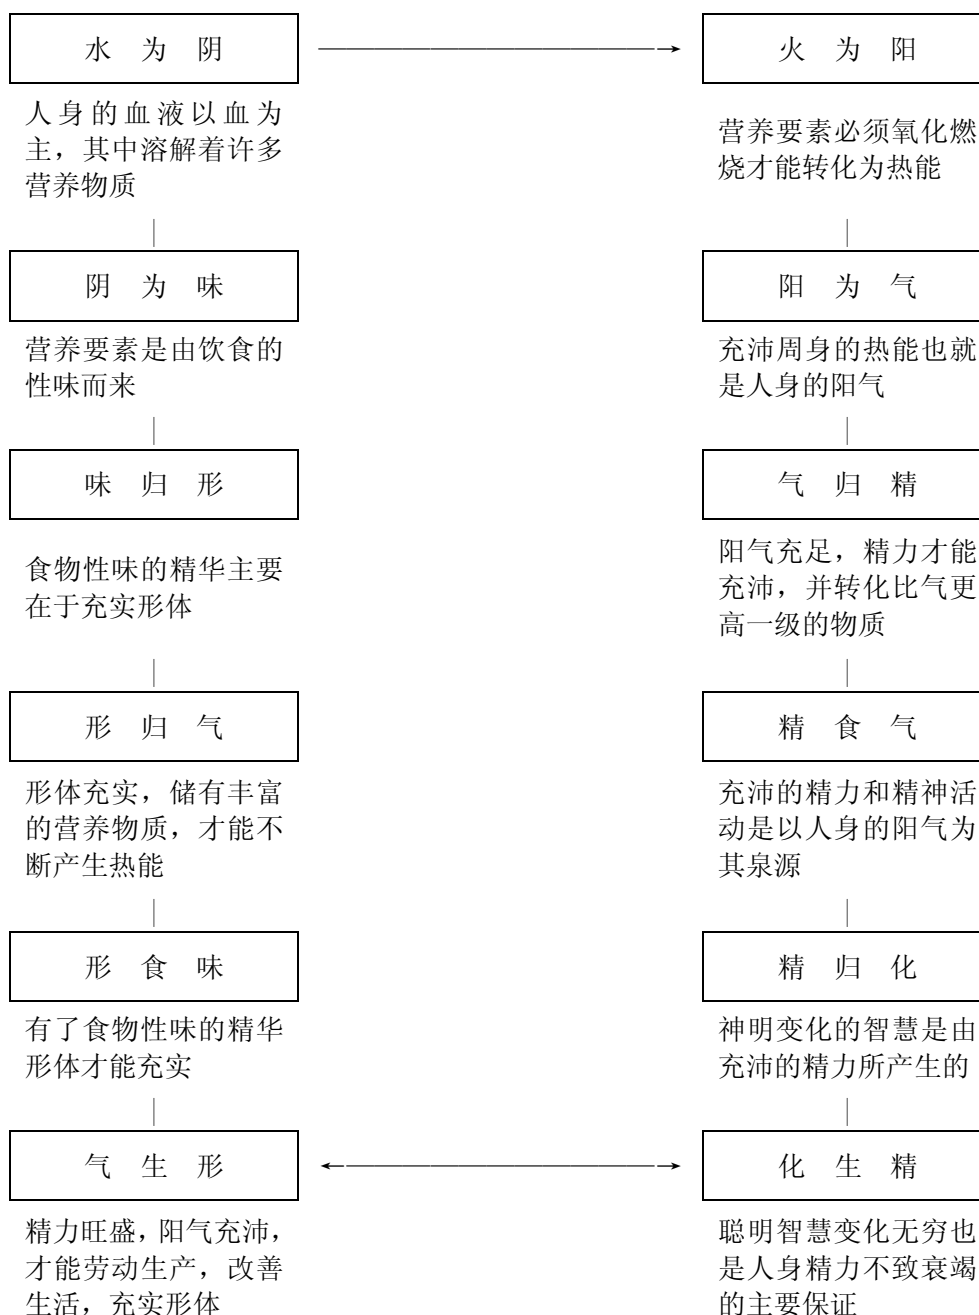 水为阴
人身的血液以血为
主，其中溶解着许多
营养物质
阴为味
营养要素是由饮食的
性味而来
味归形
食物性味的精华主要
在于充实形体
形归气
形体充实，储有丰富
的营养物质，才能不
断产生热能
形食味
有了食物性味的精华
形体才能充实
气生形
精力旺盛，阳气充沛，
才能劳动生产，改善
生活，充实形体
火为阳
营养要素必须氧化燃
烧才能转化为热能
阳为气
充沛周身的热能也就
是人身的阳气
气归精
阳气充足，精力才能
充沛，并转化比气更
高一级的物质
精食气
充沛的精力和精神活
动是以人身的阳气为
其泉源
精归化
神明变化的智慧是由
充沛的精力所产生的
化生精
聪明智慧变化无穷也
是人身精力不致衰竭
的主要保证